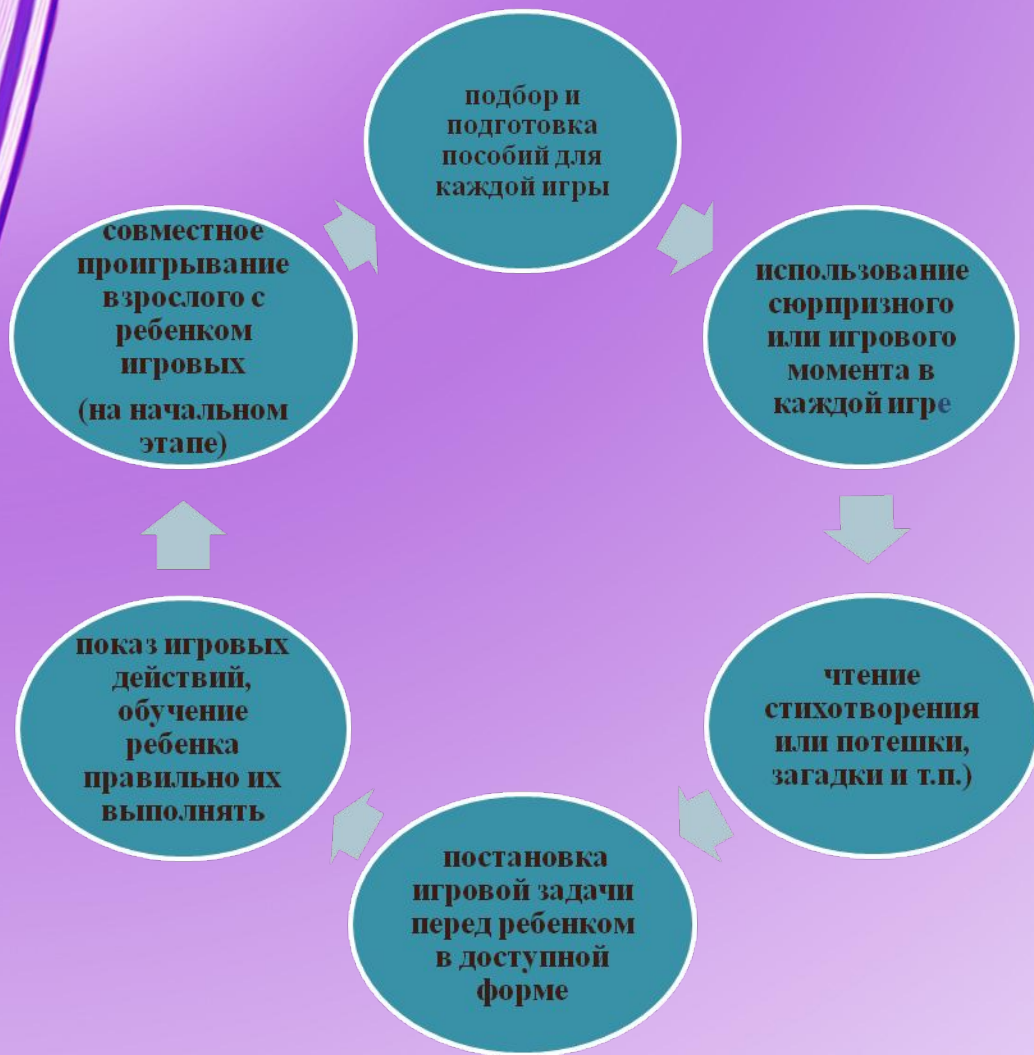 подбор и
подготовка
пособий для
каждой игры
использование
сюрпризного
или игрового
момента в
каждой игре
чтение
стихотворения
или потешки,
загадки и т.п.)
постановка
игровой задачи
перед ребенком
в доступной
форме
показ игровых
действий,
обучение
ребенка
правильно их
выполнять
совместное
проигрывание
взрослого с
ребенком
игровых
(на начальном
этапе)